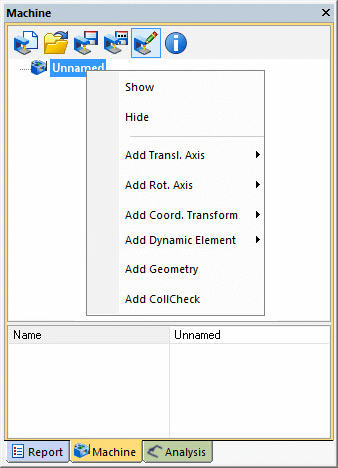 Machine
Unnamed
Show
Hide
Add Transl. Axis
Add Rot. Axis
Add Coord. Transform
Add Dynamic Element
Add Geometry
Add CollCheck
Name Unnamed
Report Machine Analysis